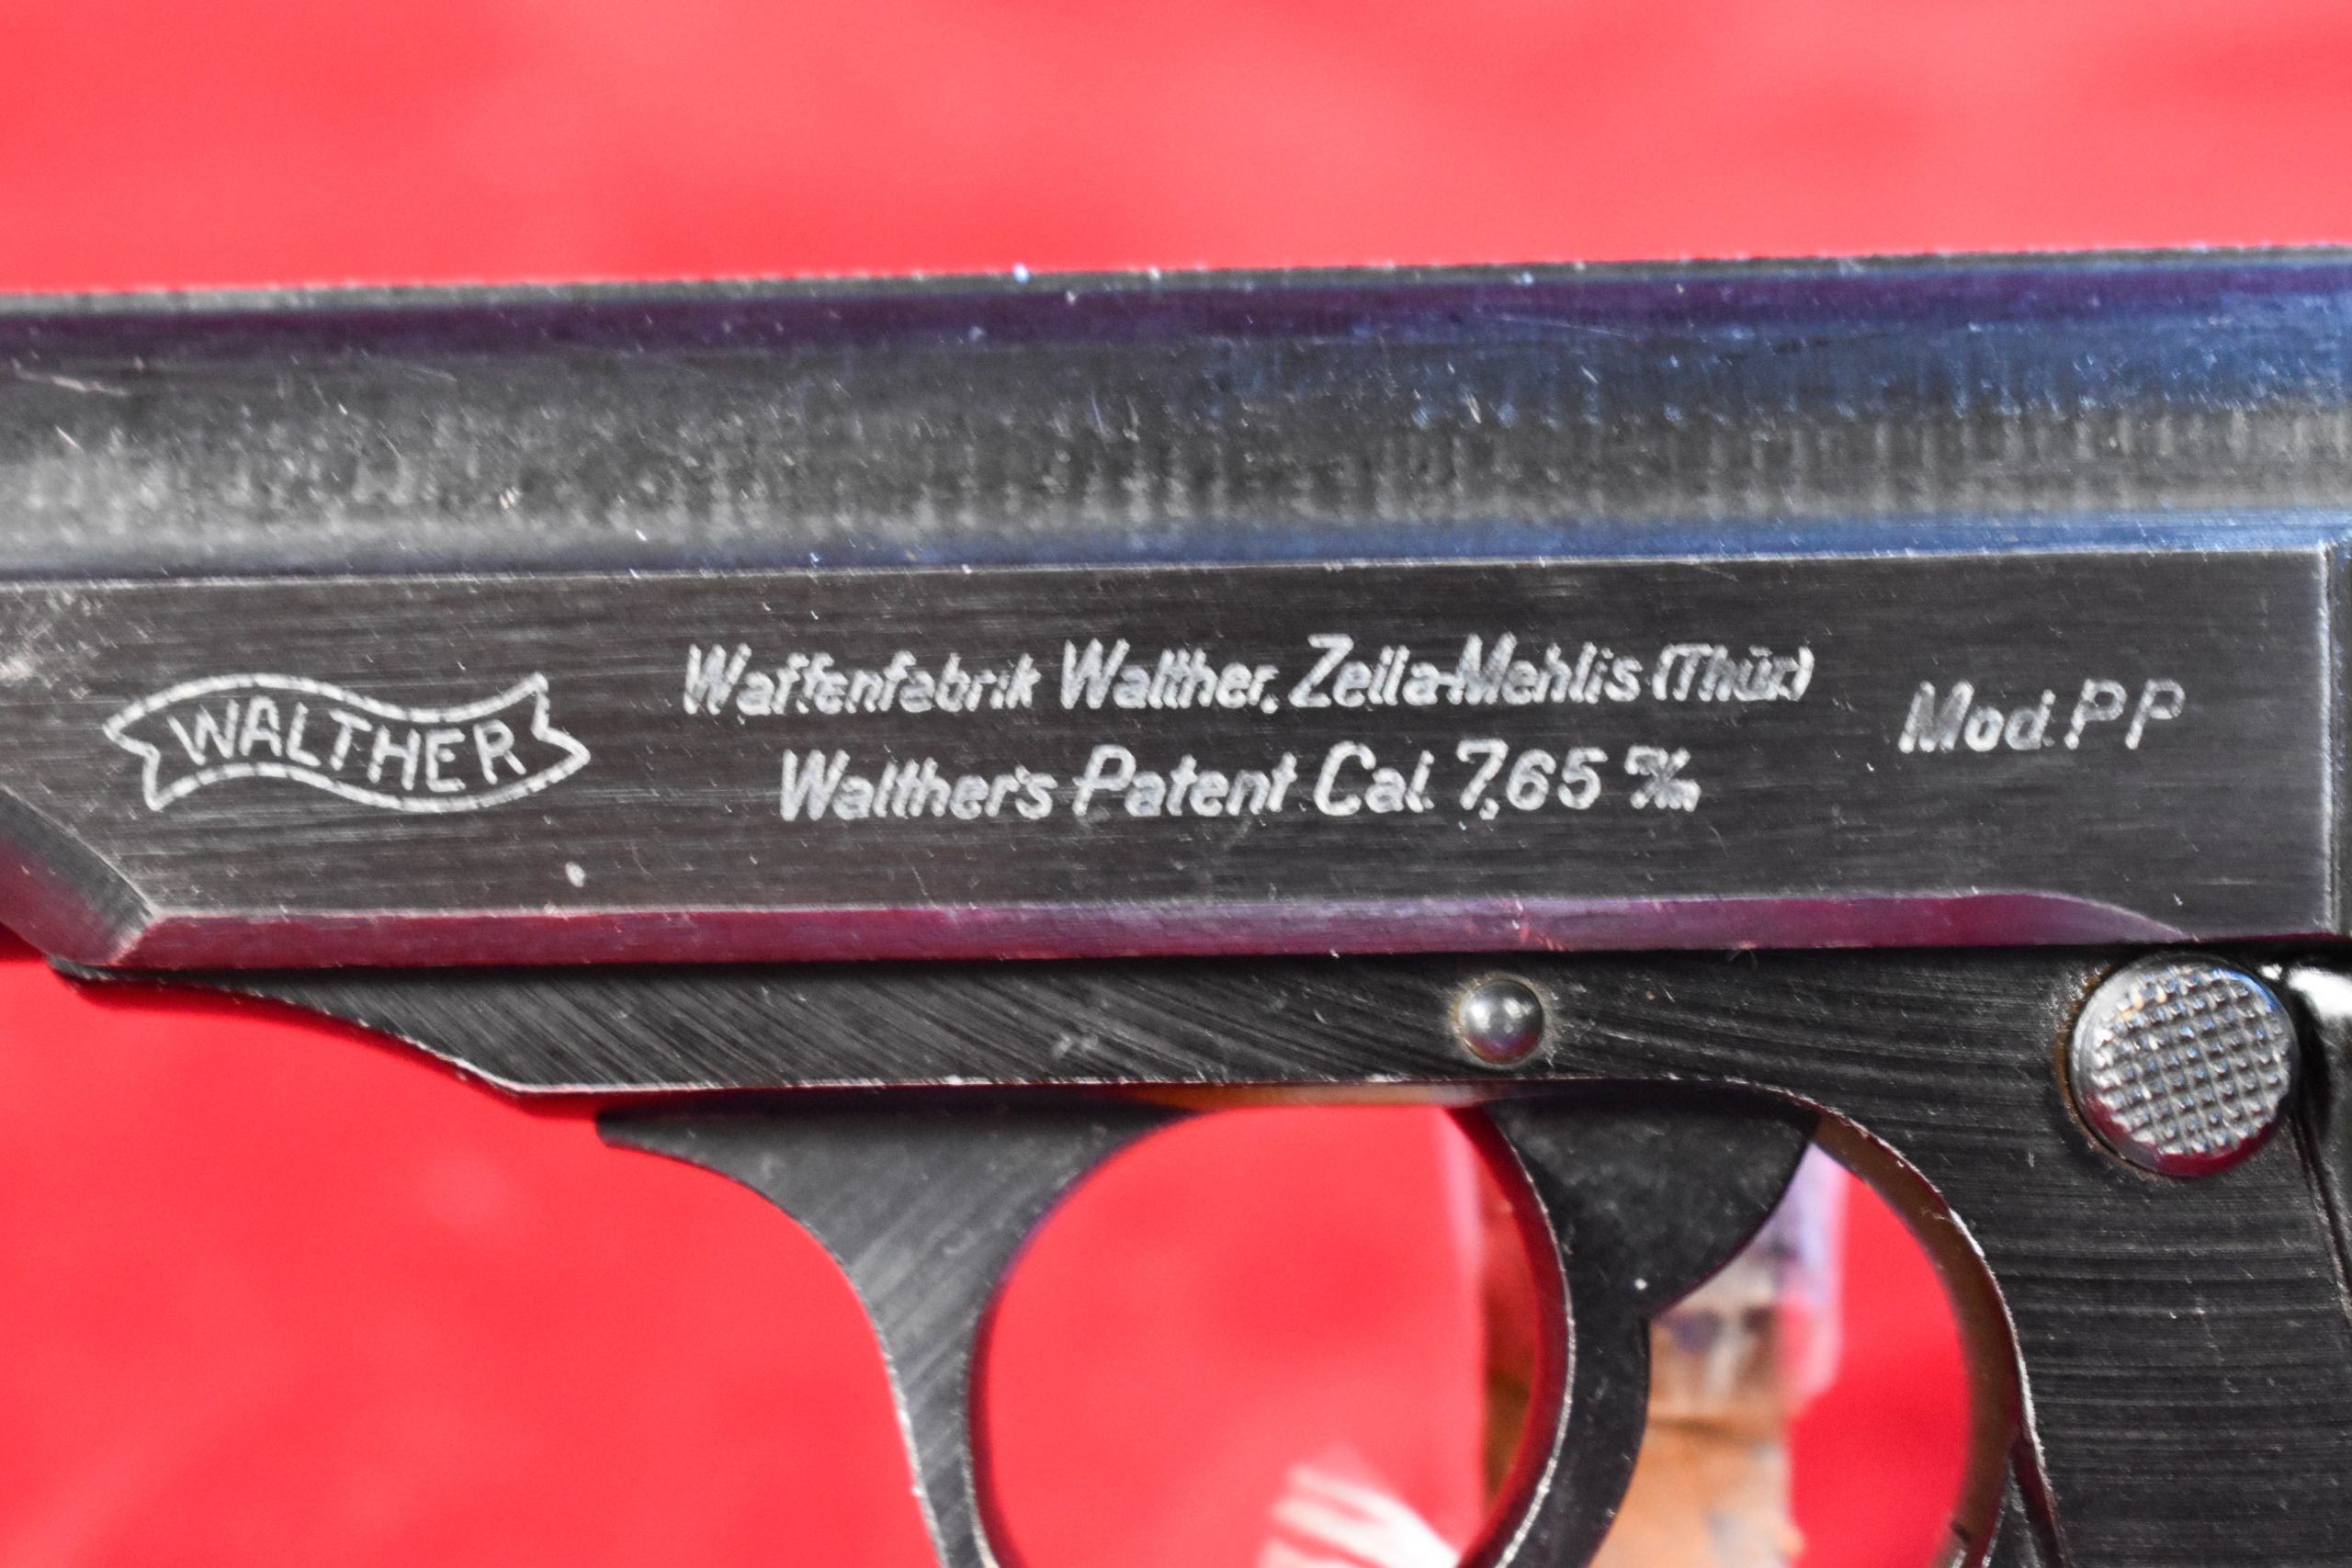 WALTHER
Waffenfabrik Walther, Zella-Mehlis (Thür.)
Walther's Patent Cal. 7,65 m/m
Mod. PP